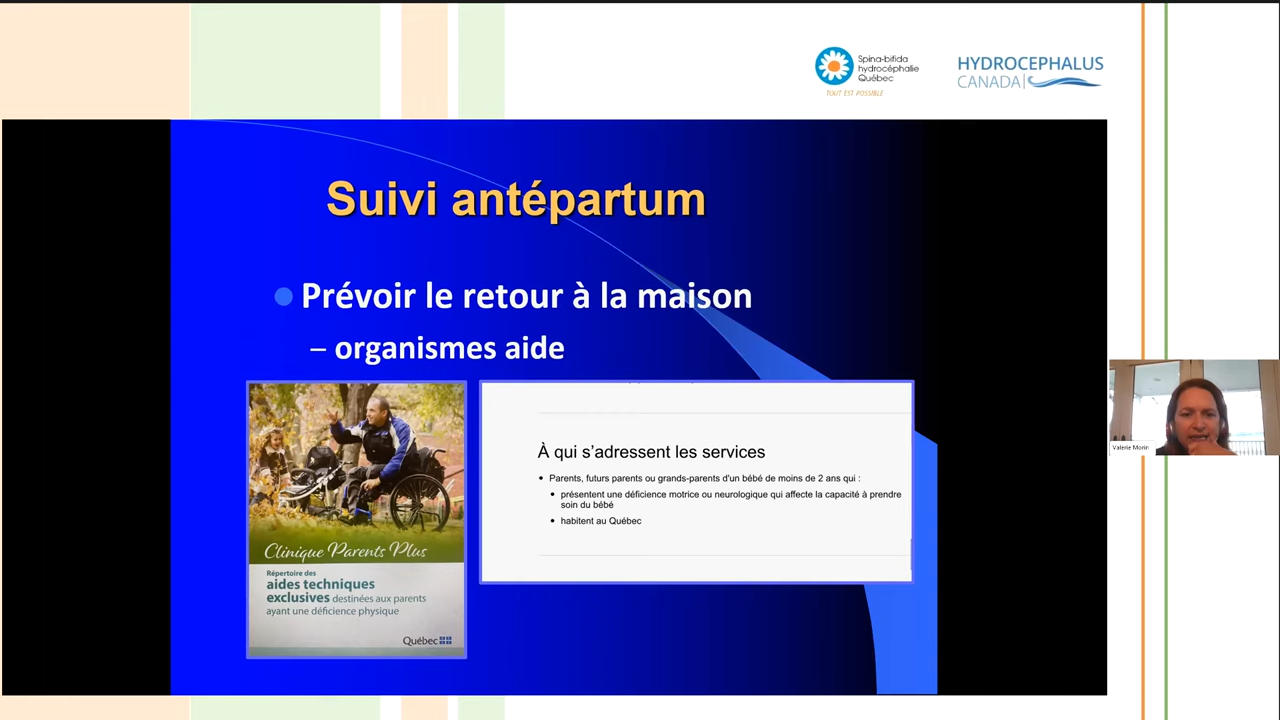 Spina-bifida
hydrocéphalie
Québec
TOUT EST POSSIBLE
HYDROCEPHALUS
CANADA
Suivi antépartum
Prévoir le retour à la maison
– organismes aide
Clinique Parents Plus
Répertoire des
aides techniques
exclusives destinées aux parents
ayant une déficience physique
Québec
À qui s'adressent les services
• Parents, futurs parents ou grands-parents d'un bébé de moins de 2 ans qui :
• présentent une déficience motrice ou neurologique qui affecte la capacité à prendre
soin du bébé
• habitent au Québec
Valérie Morin